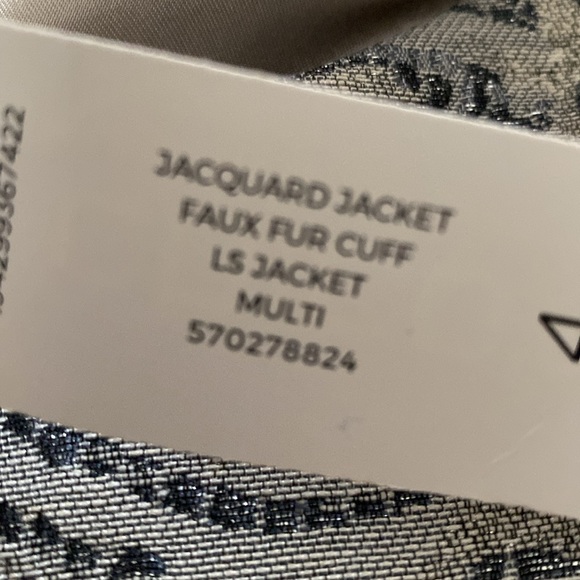 JACQUARD JACKET
FAUX FUR CUFF
LS JACKET
MULTI
570278824